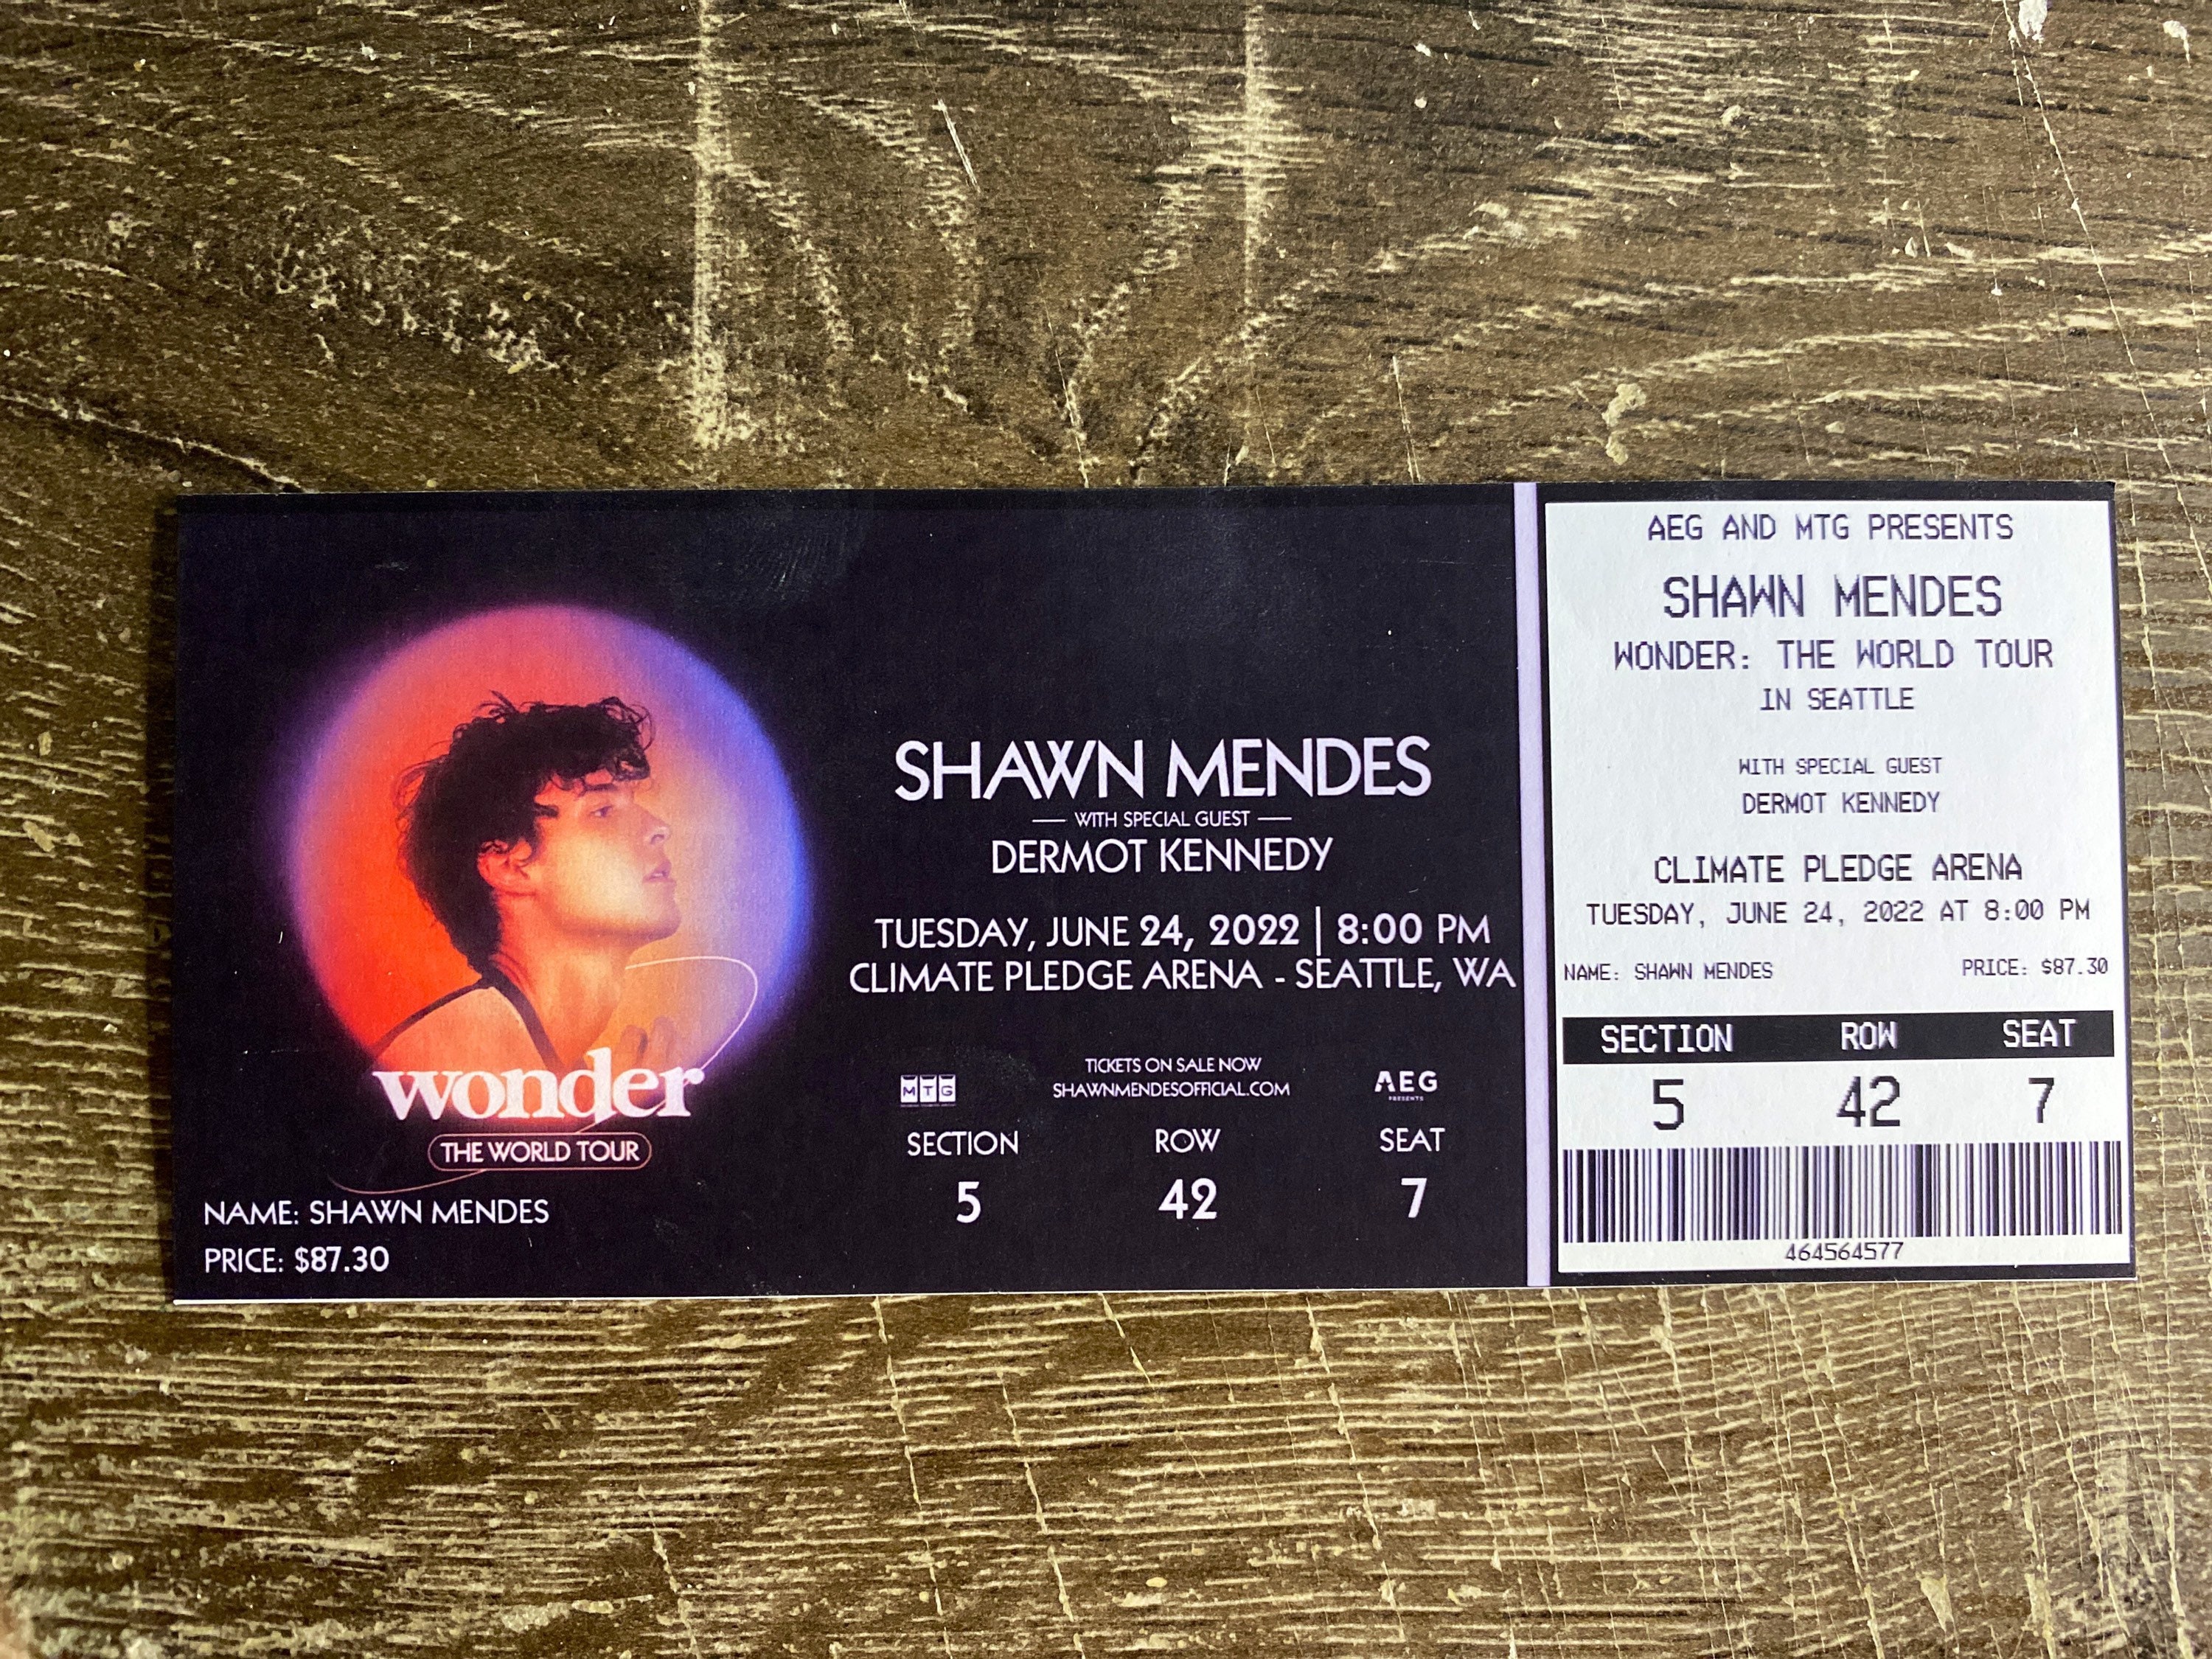 SHAWN MENDES
WITH SPECIAL GUEST
DERMOT KENNEDY
TUESDAY, JUNE 24, 2022 | 8:00 PM
CLIMATE PLEDGE ARENA - SEATTLE, WA
wonder
THE WORLD TOUR
NAME: SHAWN MENDES
PRICE: $87.30
MTG
TICKETS ON SALE NOW
SHAWNMENDESOFFICIAL.COM
AEG
PRESENTS
SECTION ROW SEAT
5 42 7
AEG AND MTG PRESENTS
SHAWN MENDES
WONDER: THE WORLD TOUR
IN SEATTLE
WITH SPECIAL GUEST
DERMOT KENNEDY
CLIMATE PLEDGE ARENA
TUESDAY, JUNE 24, 2022 AT 8:00 PM
NAME: SHAWN MENDES PRICE: $87.30
SECTION ROW SEAT
5 42 7
464564577